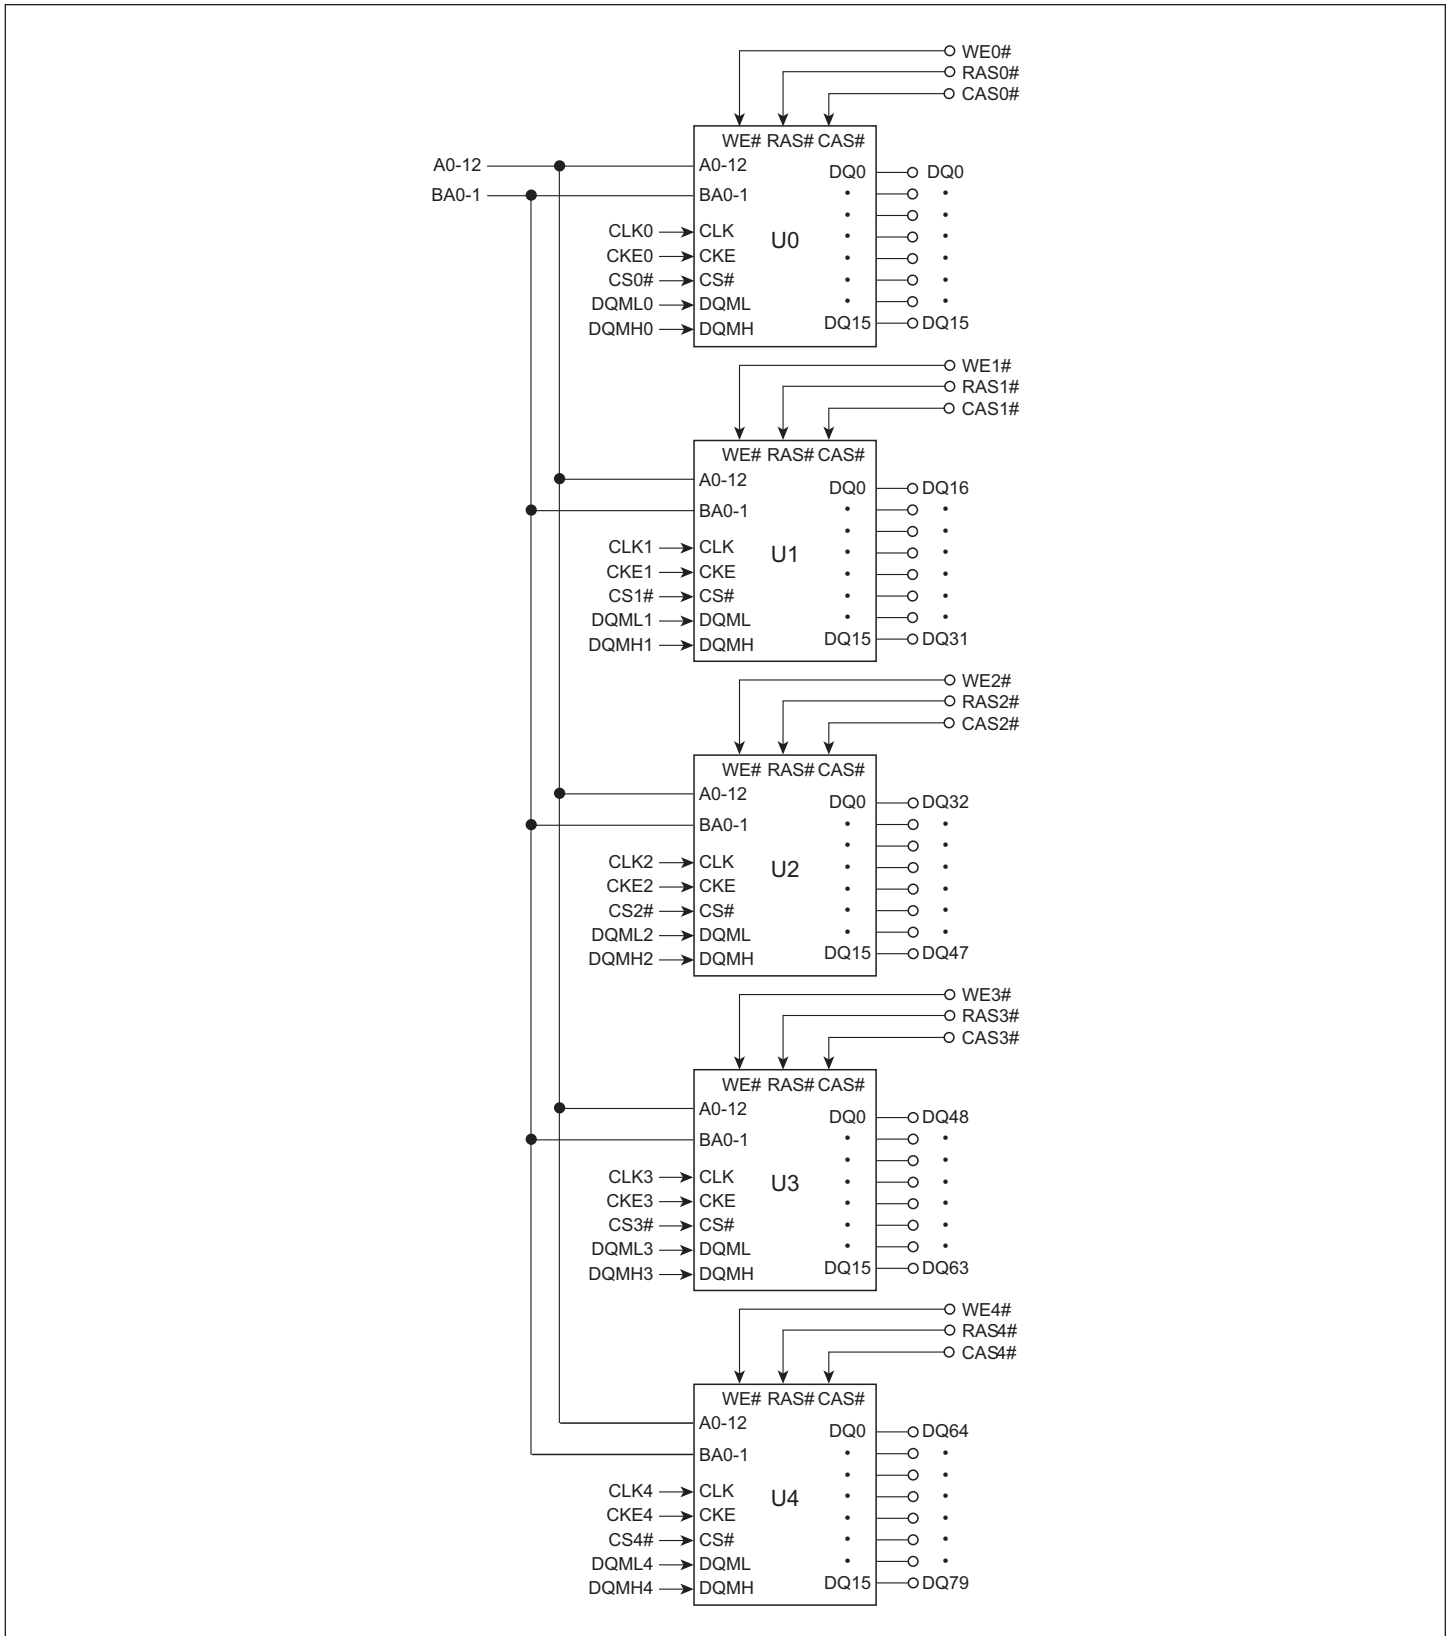 WE0#
RAS0#
CAS0#
WE# RAS# CAS#
A0-12 A0-12 DQ0 DQ0
BA0-1 BA0-1
CLK0 CLK U0
CKE0 CKE
CS0# CS#
DQML0 DQML
DQMH0 DQMH DQ15 DQ15
WE1#
RAS1#
CAS1#
WE# RAS# CAS#
A0-12 DQ0 DQ16
BA0-1
CLK1 CLK U1
CKE1 CKE
CS1# CS#
DQML1 DQML
DQMH1 DQMH DQ15 DQ31
WE2#
RAS2#
CAS2#
WE# RAS# CAS#
A0-12 DQ0 DQ32
BA0-1
CLK2 CLK U2
CKE2 CKE
CS2# CS#
DQML2 DQML
DQMH2 DQMH DQ15 DQ47
WE3#
RAS3#
CAS3#
WE# RAS# CAS#
A0-12 DQ0 DQ48
BA0-1
CLK3 CLK U3
CKE3 CKE
CS3# CS#
DQML3 DQML
DQMH3 DQMH DQ15 DQ63
WE4#
RAS4#
CAS4#
WE# RAS# CAS#
A0-12 DQ0 DQ64
BA0-1
CLK4 CLK U4
CKE4 CKE
CS4# CS#
DQML4 DQML
DQMH4 DQMH DQ15 DQ79